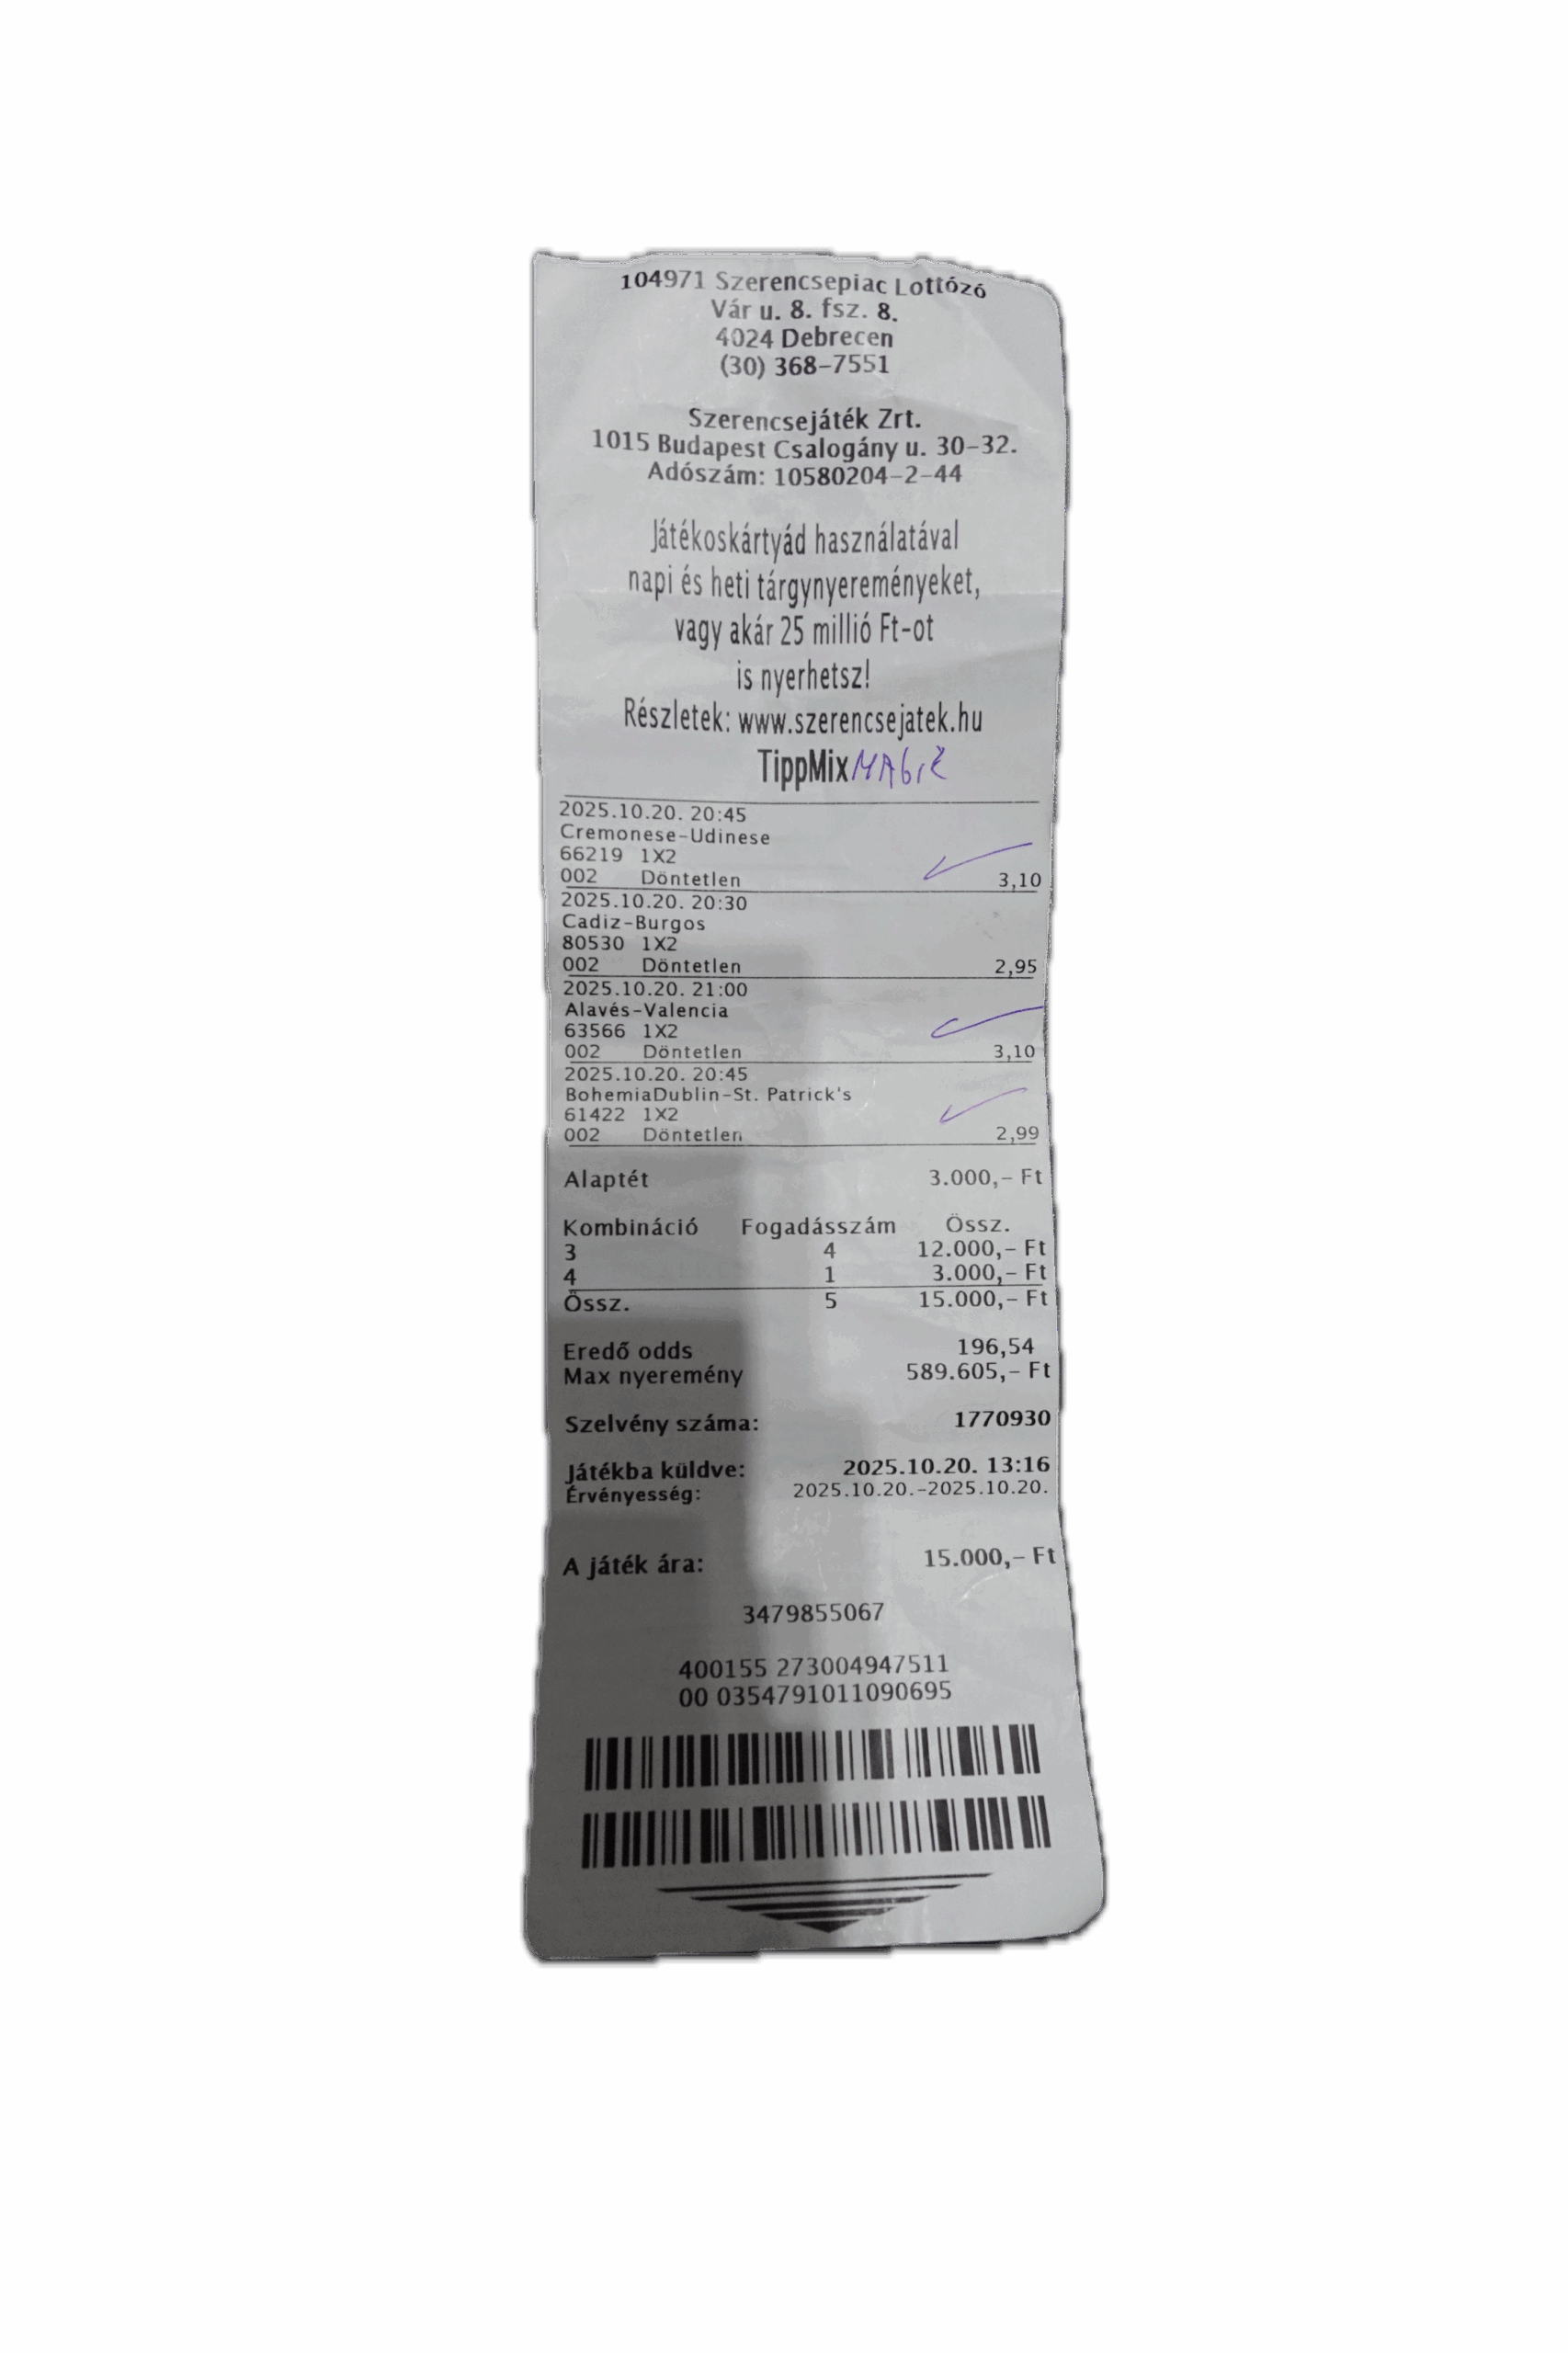 104971 Szerencsepiac Lottózó
Vár u. 8. fsz. 8.
4024 Debrecen
(30) 368-7551
Szerencsejáték Zrt.
1015 Budapest Csalogány u. 30-32.
Adószám: 10580204-2-44
Játékoskártyád használatával
napi és heti tárgynyereményeket,
vagy akár 25 millió Ft-ot
is nyerhetsz!
Részletek: www.szerencsejatek.hu
TippMix
2025.10.20. 20:45
Cremonese-Udinese
66219 1X2
002 Döntetlen 3,10
2025.10.20. 20:30
Cadiz-Burgos
80530 1X2
002 Döntetlen 2,95
2025.10.20. 21:00
Alavés-Valencia
63566 1X2
002 Döntetlen 3,10
2025.10.20. 20:45
BohemiaDublin-St. Patrick's
61422 1X2
002 Döntetlen 2,99
Alaptét 3.000,- Ft
Kombináció Fogadásszám Össz.
3 4 12.000,- Ft
4 1 3.000,- Ft
Össz. 5 15.000,- Ft
Eredő odds 196,54
Max nyeremény 589.605,- Ft
Szelvény száma: 1770930
Játékba küldve: 2025.10.20. 13:16
Érvényesség: 2025.10.20.-2025.10.20.
A játék ára: 15.000,- Ft
3479855067
400155 273004947511
00 0354791011090695